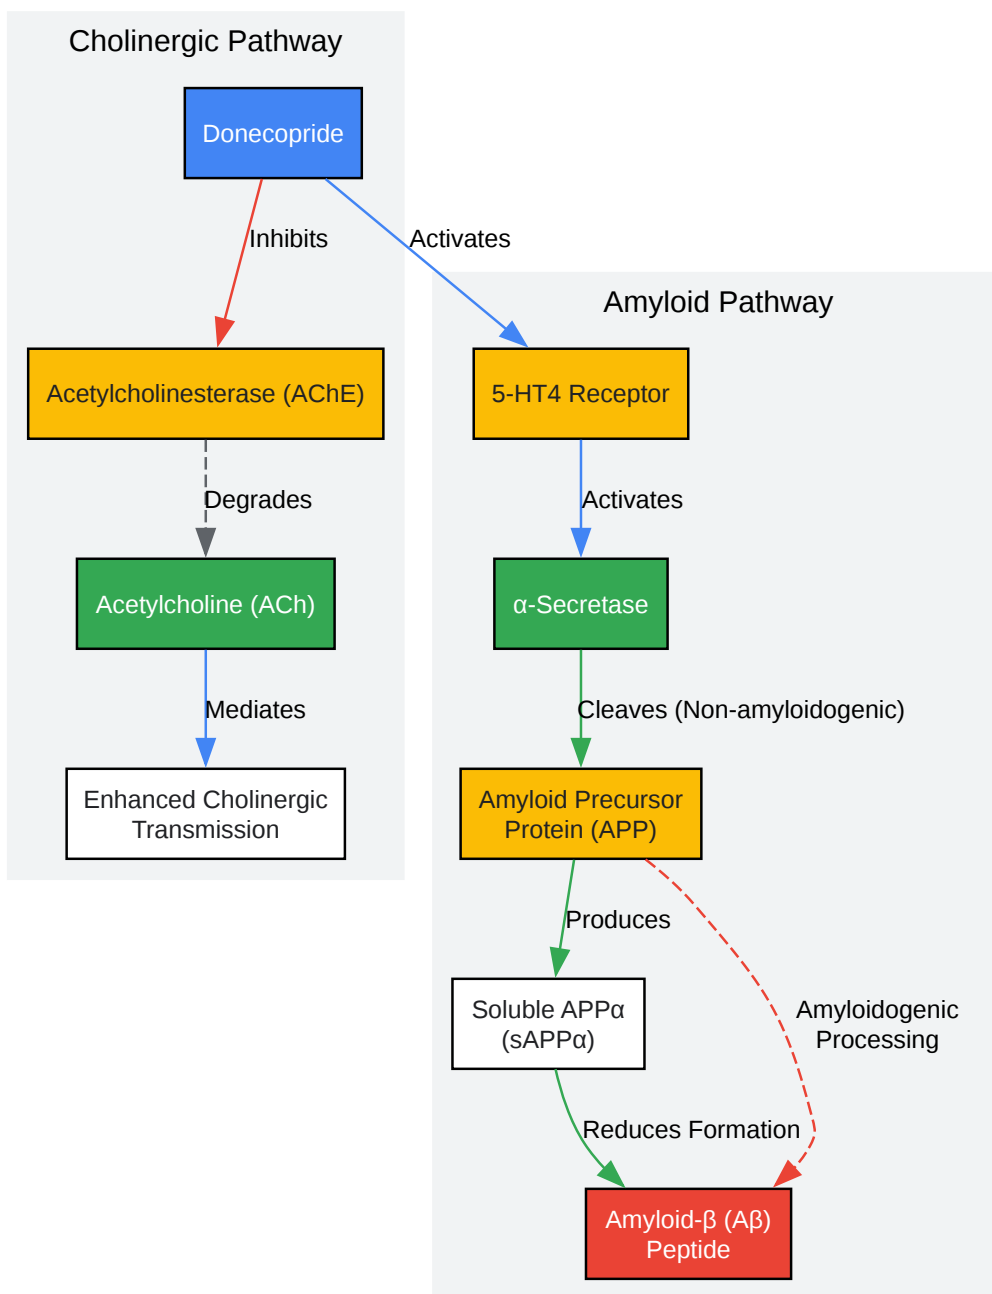 Cholinergic Pathway
Donecopride
Inhibits
Activates
Amyloid Pathway
Acetylcholinesterase (AChE)
5-HT4 Receptor
Degrades
Activates
Acetylcholine (ACh)
α-Secretase
Mediates
Cleaves (Non-amyloidogenic)
Enhanced Cholinergic
Transmission
Amyloid Precursor
Protein (APP)
Produces
Soluble APPα
(sAPPα)
Amyloidogenic
Processing
Reduces Formation
Amyloid-β (Aβ)
Peptide